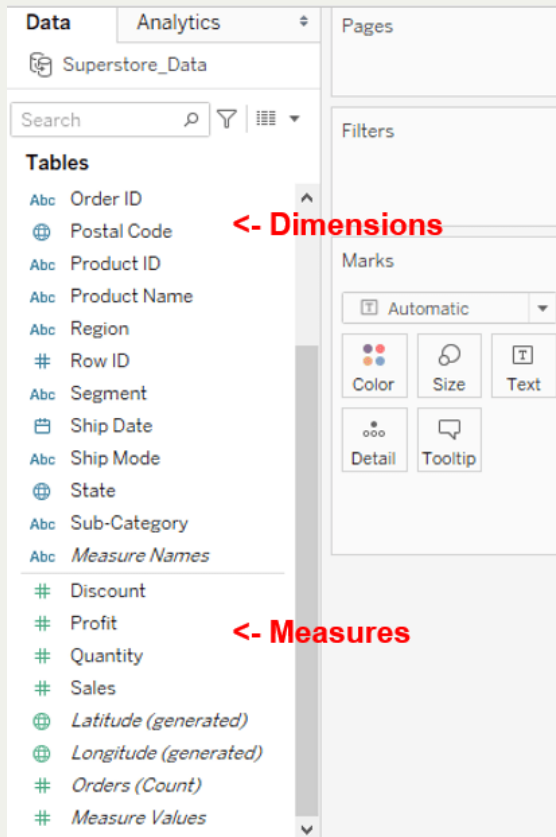 Data Analytics
Superstore_Data
Search
Tables
Abc Order ID
Postal Code
Abc Product ID
Abc Product Name
Abc Region
# Row ID
Abc Segment
Ship Date
Abc Ship Mode
State
Abc Sub-Category
Abc Measure Names
# Discount
# Profit
# Quantity
# Sales
Latitude (generated)
Longitude (generated)
# Orders (Count)
# Measure Values
<- Dimensions
<- Measures
Pages
Filters
Marks
T Automatic
Color Size T Text
Detail Tooltip